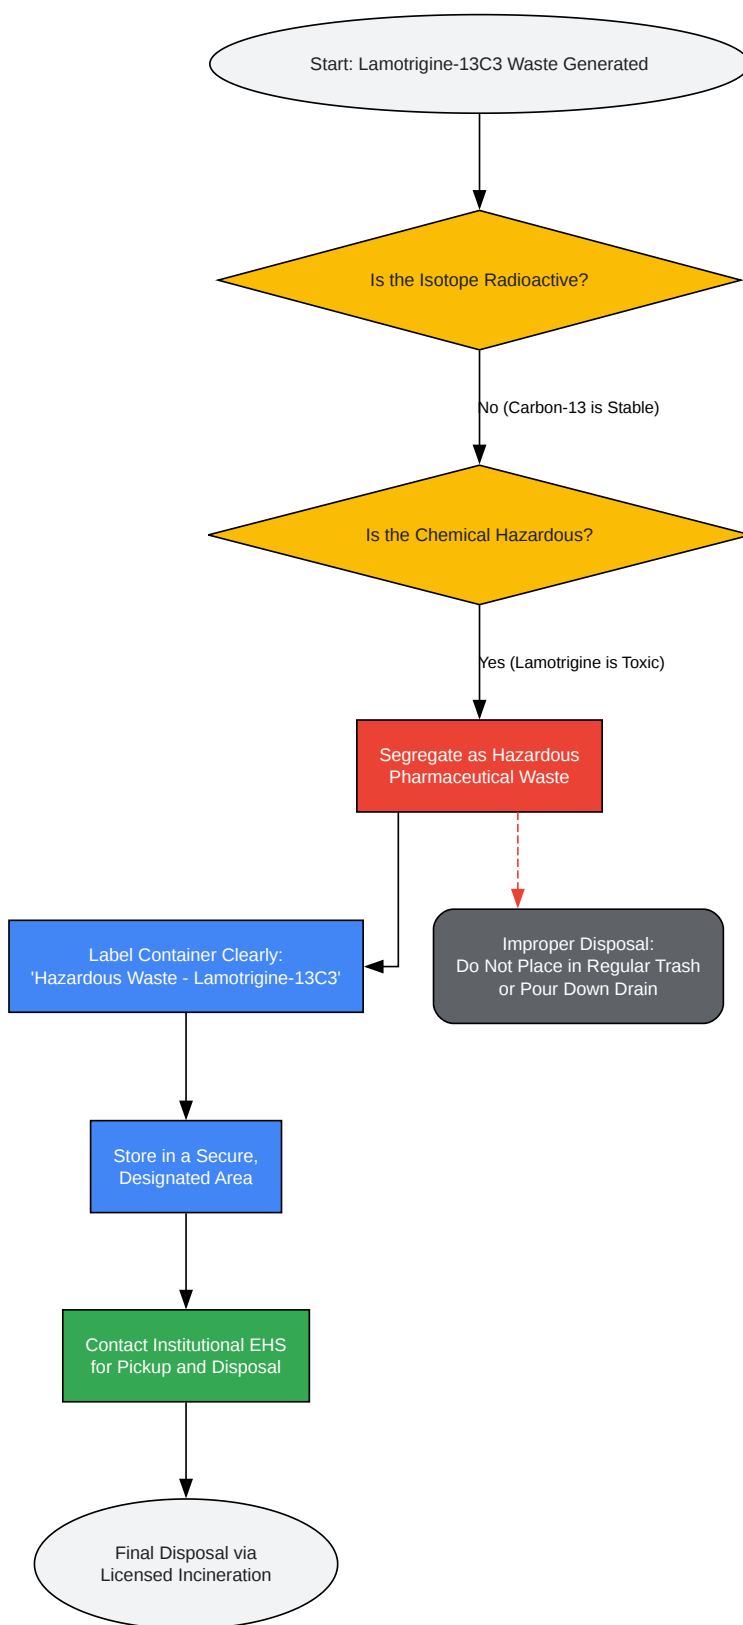 Start: Lamotrigine-13C3 Waste Generated
Is the Isotope Radioactive?
No (Carbon-13 is Stable)
Is the Chemical Hazardous?
Yes (Lamotrigine is Toxic)
Segregate as Hazardous
Pharmaceutical Waste
Label Container Clearly:
'Hazardous Waste - Lamotrigine-13C3'
Improper Disposal:
Do Not Place in Regular Trash
or Pour Down Drain
Store in a Secure,
Designated Area
Contact Institutional EHS
for Pickup and Disposal
Final Disposal via
Licensed Incineration